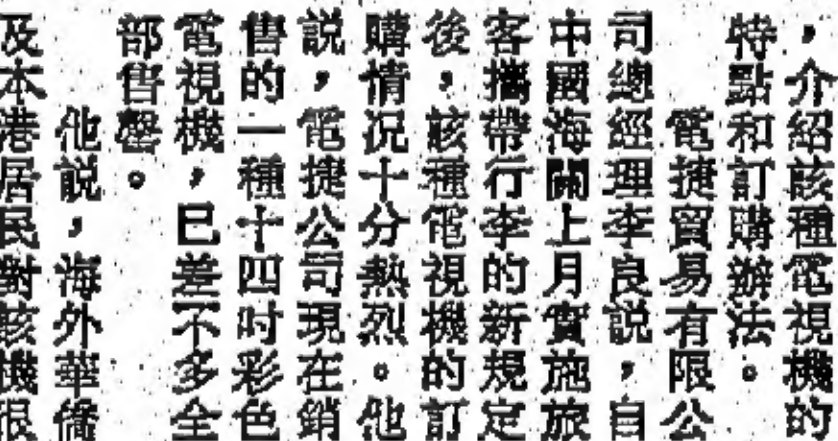 ，介紹該種電視機的
特點和訂購辦法。
電捷貿易有限公
司總經理李良説，自
中國海關上月實施旅
客攜帶行李的新規定
後，該種電視機的訂
購情况十分熱烈。他
説，電捷公司現在銷
售的一種十四吋彩色
電視機，已差不多全
部售罄。
他説，海外華僑
及本港居民對該機很